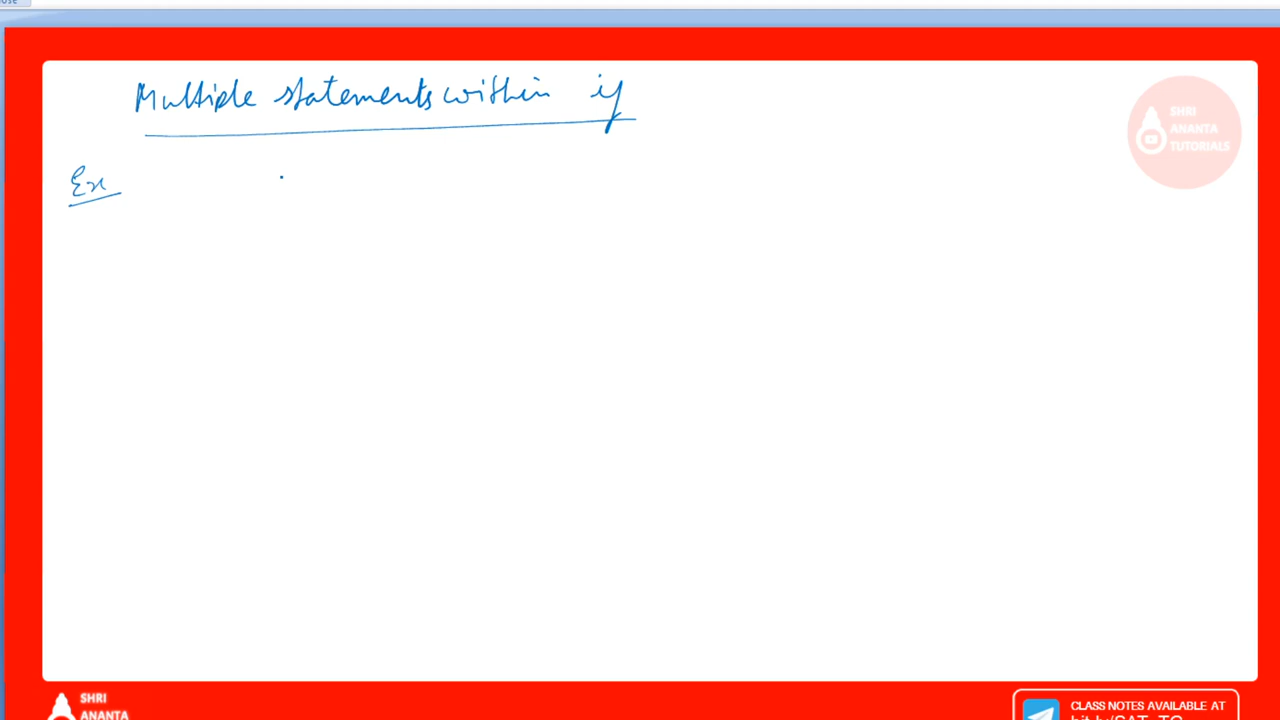 Multiple statements within if
SHRI
ANANTA
TUTORIALS
Ex
SHRI
ANANTA
CLASS NOTES AVAILABLE AT